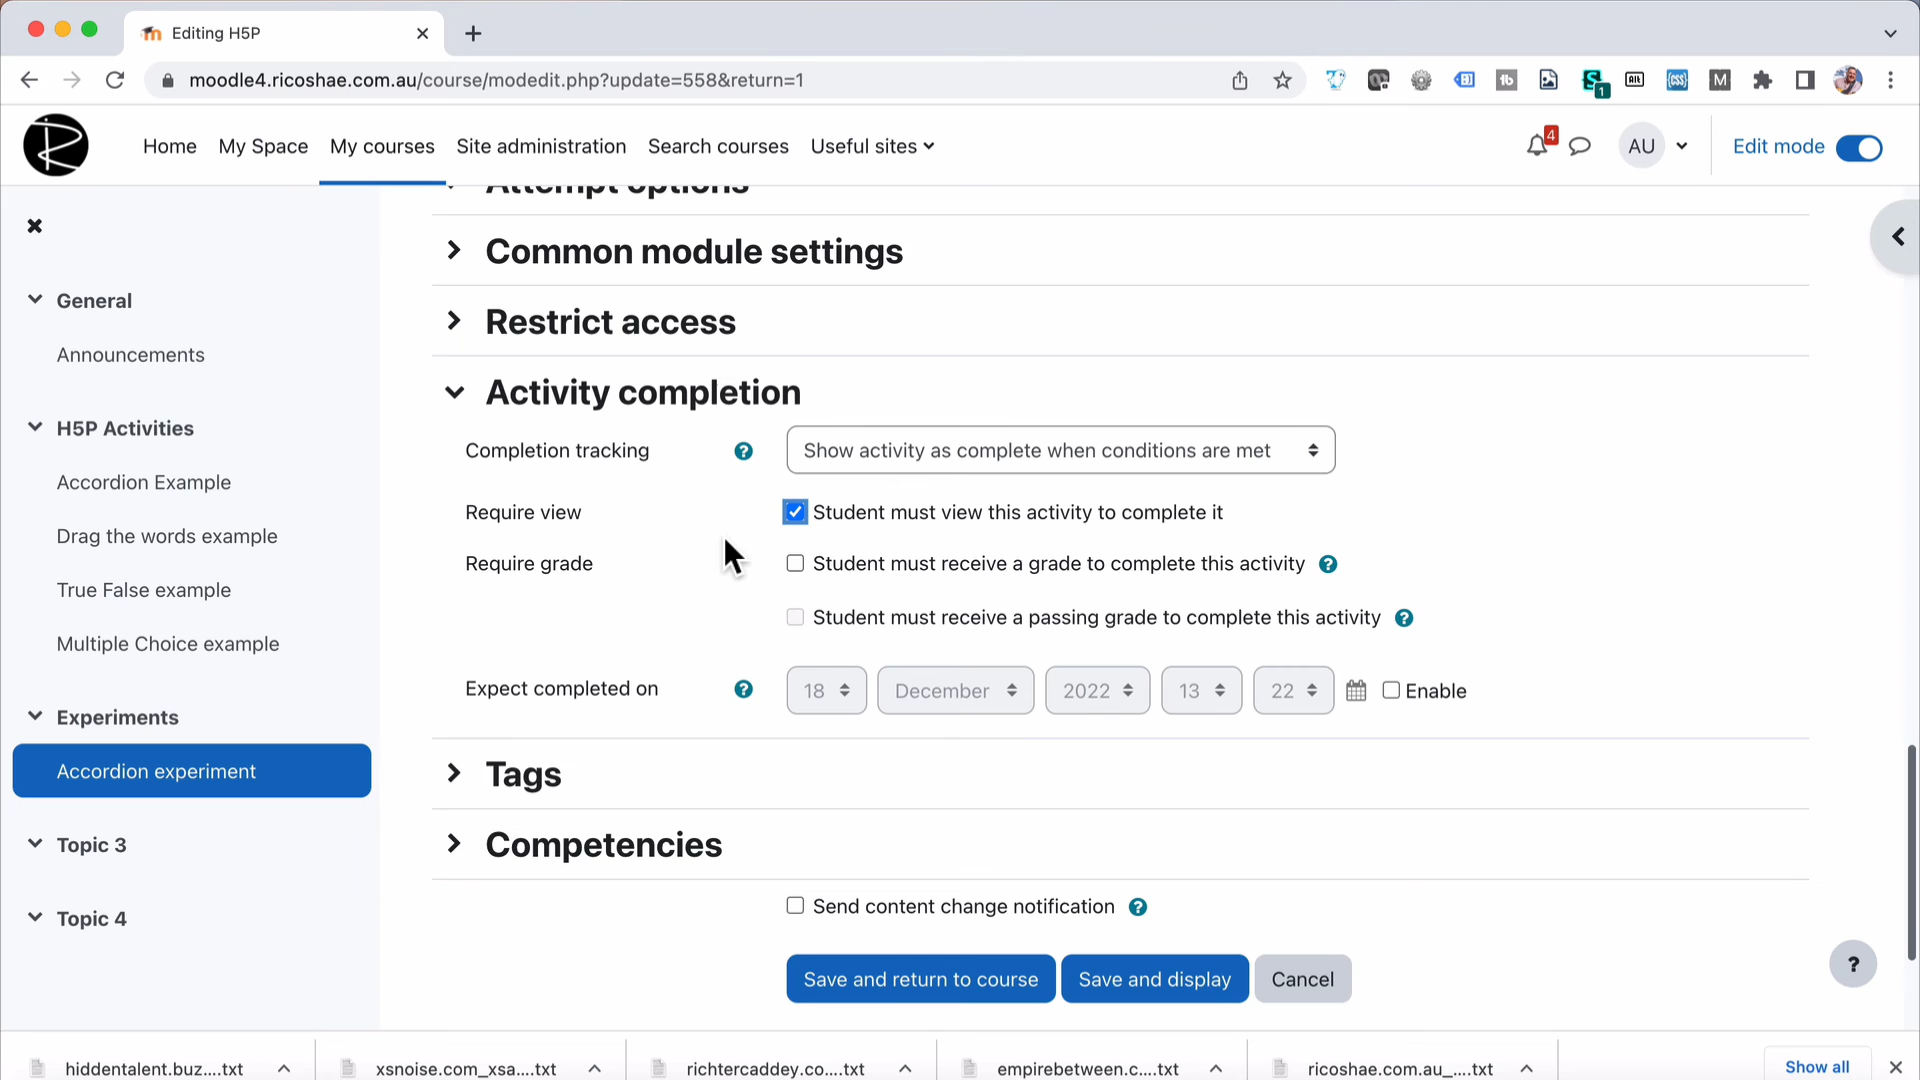 Editing H5P
moodle4.ricoshae.com.au/course/modedit.php?update=558&return=1
1b
Alt
CSS
M
1
Home My Space My courses Site administration Search courses Useful sites
4
AU
Edit mode
General
Announcements
H5P Activities
Accordion Example
Drag the words example
True False example
Multiple Choice example
Experiments
Accordion experiment
Topic 3
Topic 4
Attempt options
Common module settings
Restrict access
Activity completion
Completion tracking ? Show activity as complete when conditions are met
Require view Student must view this activity to complete it
Require grade Student must receive a grade to complete this activity ?
Student must receive a passing grade to complete this activity ?
Expect completed on ? 18 December 2022 13 22 Enable
Tags
Competencies
Send content change notification ?
Save and return to course Save and display Cancel
?
hiddentalent.buz....txt xsnoise.com_xsa....txt richtercaddey.co....txt empirebetween.c....txt ricoshae.com.au_....txt Show all